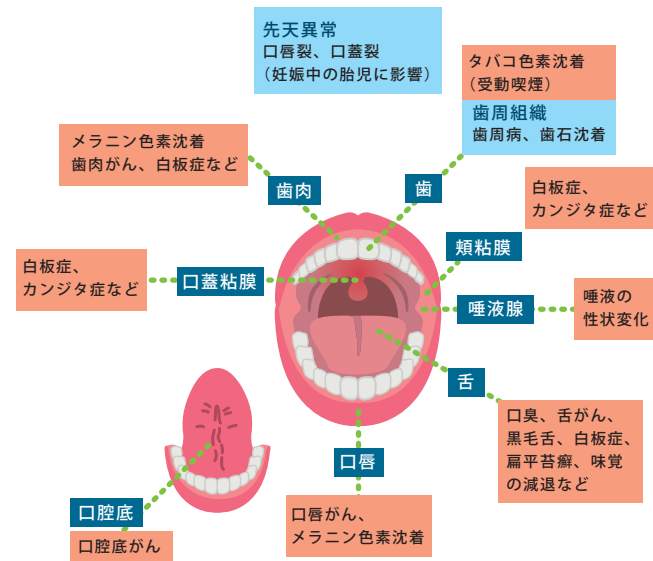 先天異常
口唇裂、口蓋裂
（妊娠中の胎児に影響）
タバコ色素沈着
（受動喫煙）
歯周組織
歯周病、歯石沈着
メラニン色素沈着
歯肉がん、白板症など
歯肉
歯
白板症、
カンジタ症など
頬粘膜
白板症、
カンジタ症など
口蓋粘膜
唾液腺
唾液の
性状変化
舌
口臭、舌がん、
黒毛舌、白板症、
扁平苔癬、味覚
の減退など
口唇
口唇がん、
メラニン色素沈着
口腔底
口腔底がん